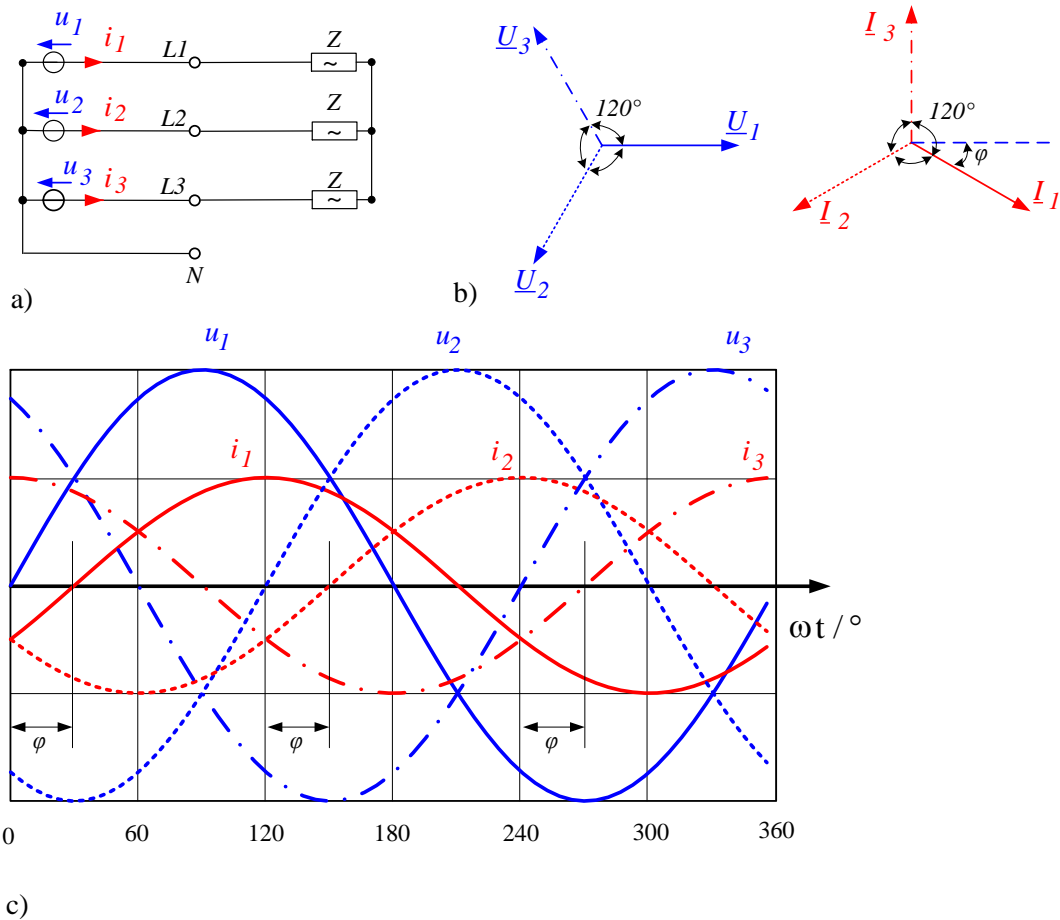 u1
i1
L1
Z
~
u2
i2
L2
Z
~
u3
i3
L3
Z
~
N
a)
U3
120°
U1
U2
b)
I3
120°
φ
I2
I1
u1
u2
u3
i1
i2
i3
ωt/°
φ
φ
φ
0
60
120
180
240
300
360
c)